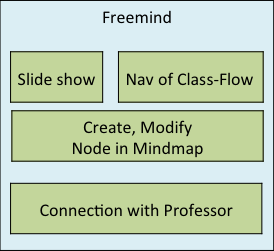 Freemind
Slide show
Nav of Class-Flow
Create, Modify
Node in Mindmap
Connection with Professor